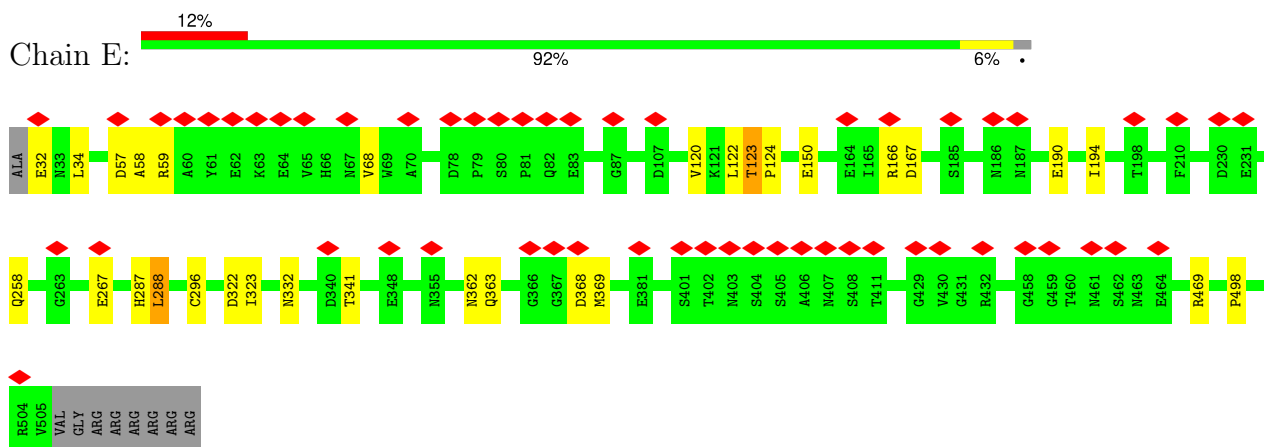 12%
Chain E:
92% 6% •
ALA E32 N33 L34 D57 A58 R59 A60 Y61 E62 K63 E64 V65 H66 N67 V68 W69 A70 D78 P79 S80 P81 Q82 E83 G87 D107 V120 K121 L122 T123 P124 E150 E164 I165 R166 D167 S185 N186 N187 E190 I194 T198 F210 D230 E231
Q258 G263 E267 H287 L288 C296 D322 I323 N332 D340 T341 E348 N355 N362 Q363 G366 G367 D368 M369 E381 S401 T402 N403 S404 S405 A406 N407 S408 T411 G429 V430 G431 R432 G458 G459 T460 N461 S462 N463 E464 R469 P498
R504 V505 VAL GLY ARG ARG ARG ARG ARG ARG